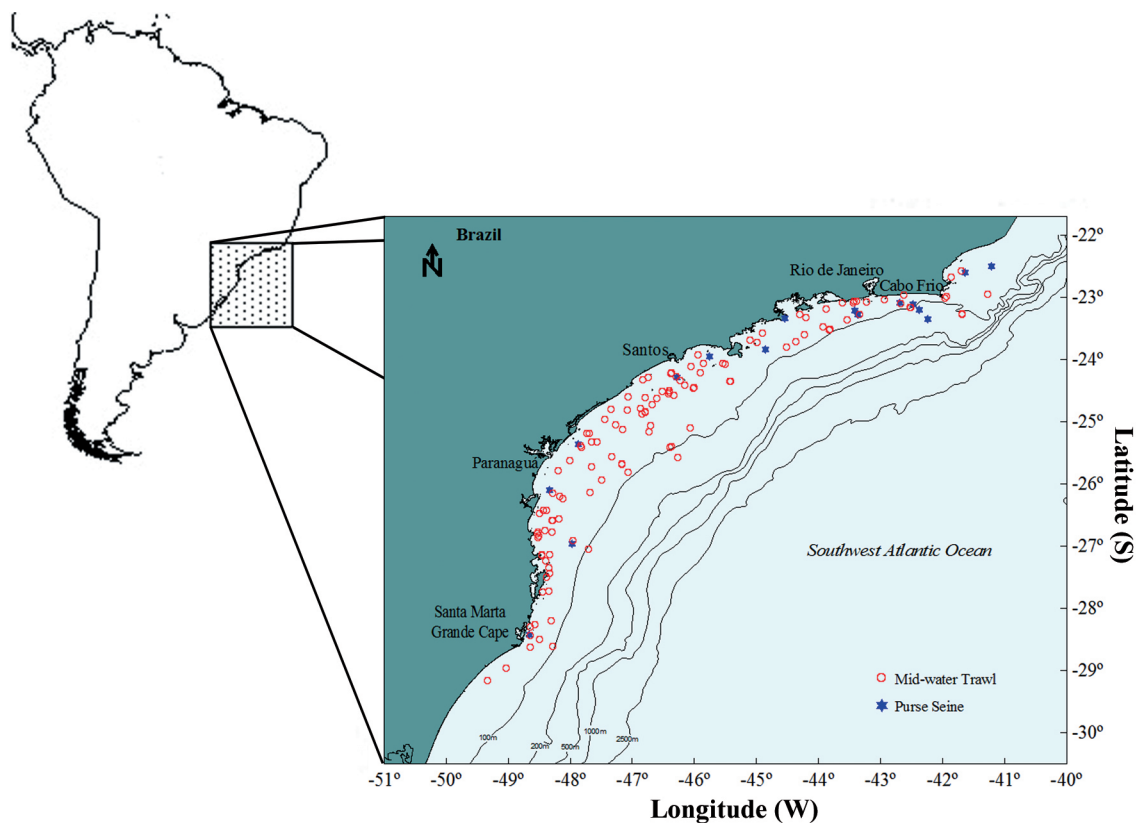 Brazil
N
Rio de Janeiro
Cabo Frio
Santos
Paranaguá
Santa Marta
Grande Cape
Southwest Atlantic Ocean
Mid-water Trawl
Purse Seine
100m
200m
500m
1000m
2500m
-22º
-23º
-24º
-25º
-26º
-27º
-28º
-29º
-30º
Latitude (S)
-51º -50º -49º -48º -47º -46º -45º -44º -43º -42º -41º -40º
Longitude (W)